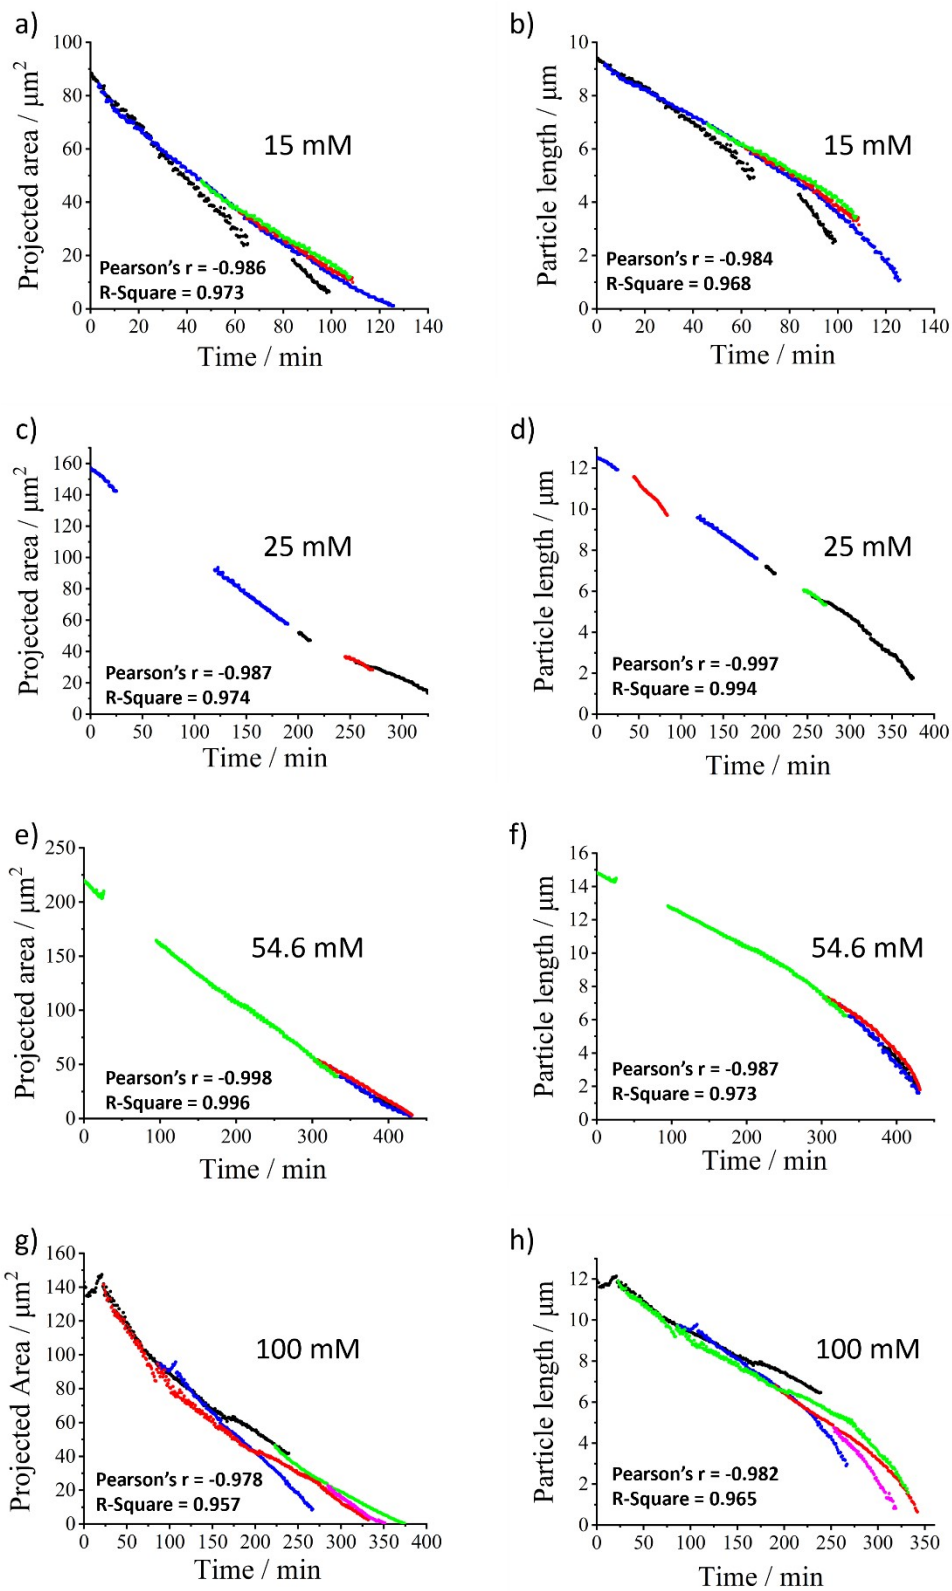 a)
Projected area / μm²
100
80
60
40
20
0
15 mM
Pearson's r = -0.986
R-Square = 0.973
0 20 40 60 80 100 120 140
Time / min
b)
Particle length / μm
10
8
6
4
2
0
15 mM
Pearson's r = -0.984
R-Square = 0.968
0 20 40 60 80 100 120 140
Time / min
c)
Projected area / μm²
160
140
120
100
80
60
40
20
0
25 mM
Pearson's r = -0.987
R-Square = 0.974
0 50 100 150 200 250 300
Time / min
d)
Particle length / μm
12
10
8
6
4
2
0
25 mM
Pearson's r = -0.997
R-Square = 0.994
0 50 100 150 200 250 300 350 400
Time / min
e)
Projected area / μm²
250
200
150
100
50
0
54.6 mM
Pearson's r = -0.998
R-Square = 0.996
0 100 200 300 400
Time / min
f)
Particle length / μm
16
14
12
10
8
6
4
2
0
54.6 mM
Pearson's r = -0.987
R-Square = 0.973
0 100 200 300 400
Time / min
g)
Projected Area / μm²
160
140
120
100
80
60
40
20
0
100 mM
Pearson's r = -0.978
R-Square = 0.957
0 50 100 150 200 250 300 350 400
Time / min
h)
Particle length / μm
12
10
8
6
4
2
0
100 mM
Pearson's r = -0.982
R-Square = 0.965
0 50 100 150 200 250 300 350
Time / min